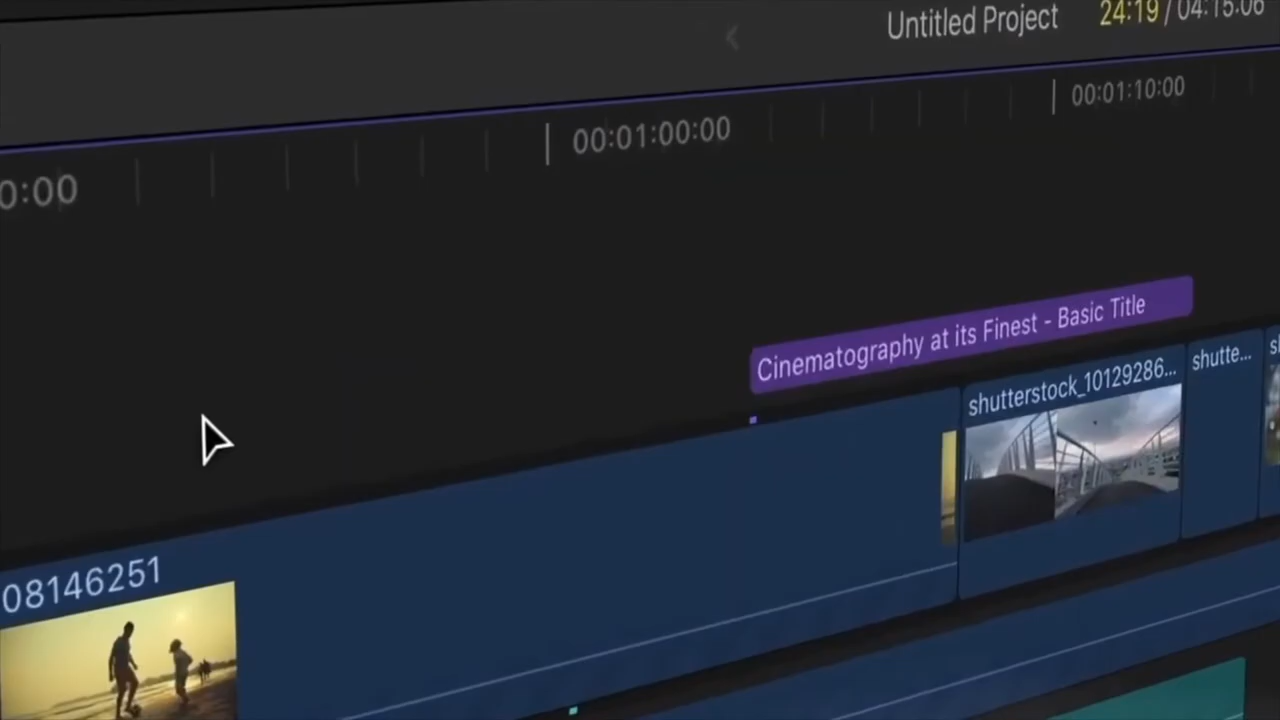 Untitled Project 24:19 / 04:15:06
0:00 00:01:00:00 00:01:10:00
Cinematography at its Finest - Basic Title
shutterstock_10129286... shutte...
08146251